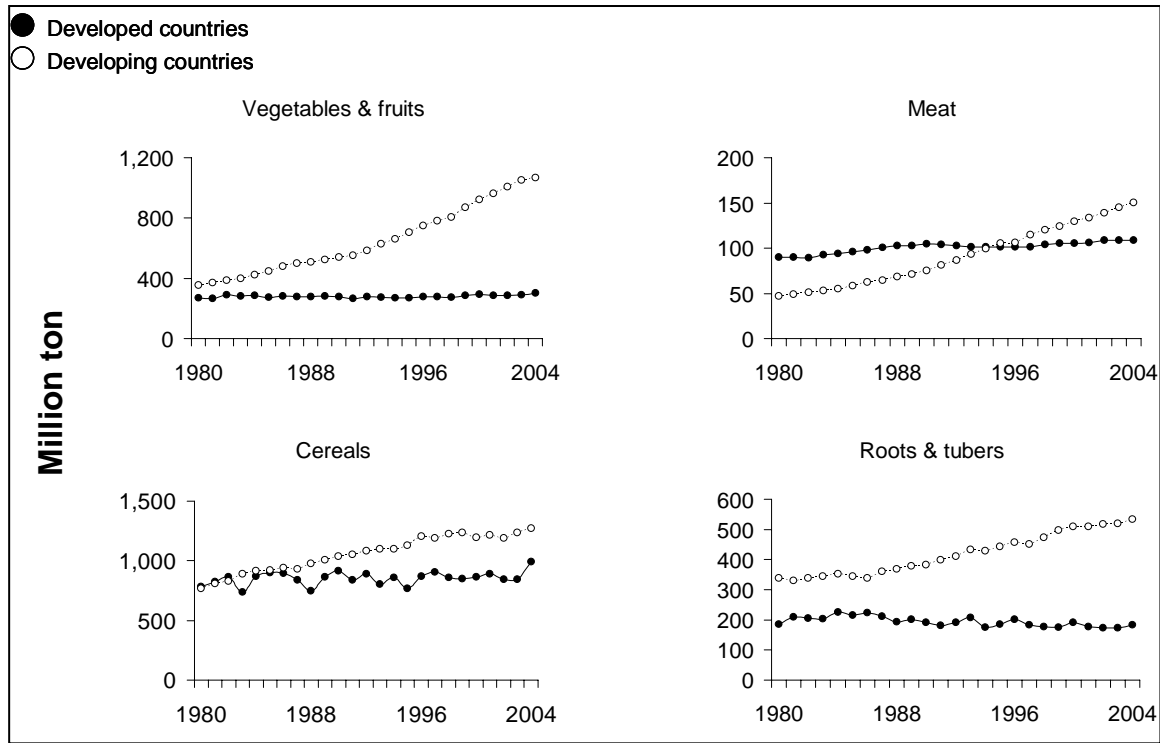 Developed countries
Developing countries
Vegetables & fruits
1,200
800
400
0
1980 1988 1996 2004
Meat
200
150
100
50
0
1980 1988 1996 2004
Million ton
Cereals
1,500
1,000
500
0
1980 1988 1996 2004
Roots & tubers
600
500
400
300
200
100
0
1980 1988 1996 2004